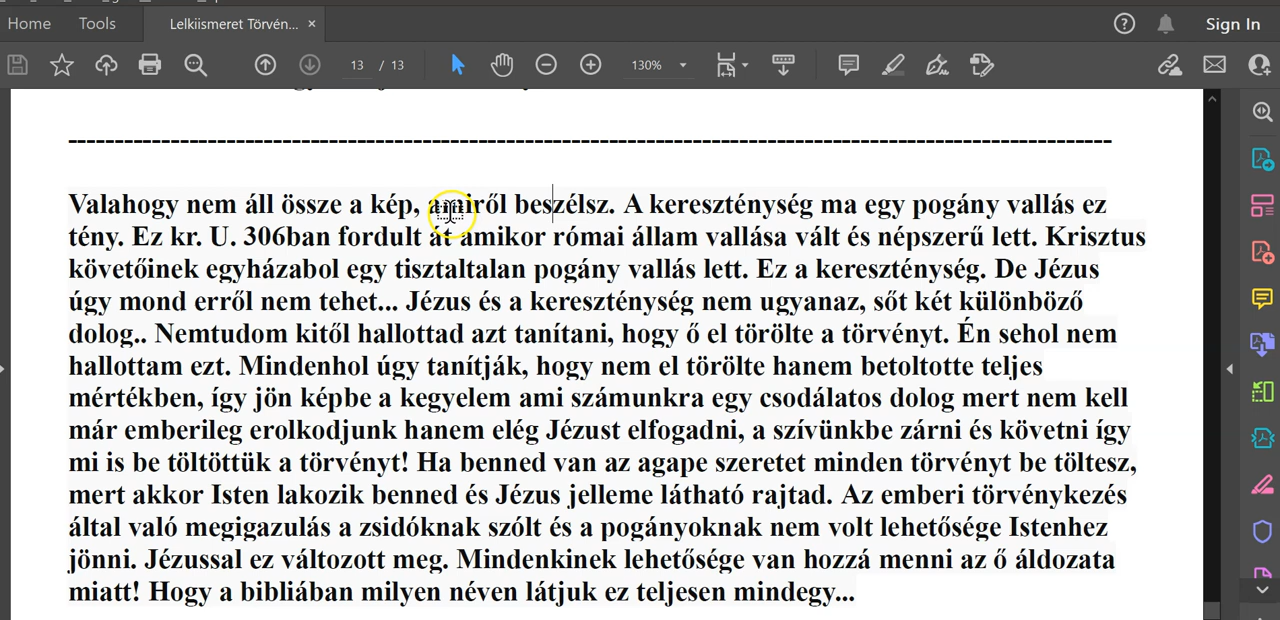 Home
Tools
Lelkiismeret Törvén... ×
Sign In
13 / 13
130%
Valahogy nem áll össze a kép, amiről beszélsz. A kereszténység ma egy pogány vallás ez
tény. Ez kr. U. 306ban fordult át amikor római állam vallása vált és népszerű lett. Krisztus
követőinek egyházabol egy tisztaltalan pogány vallás lett. Ez a kereszténység. De Jézus
úgy mond erről nem tehet... Jézus és a kereszténység nem ugyanaz, sőt két különböző
dolog.. Nemtudom kitől hallottad azt tanítani, hogy ő el törölte a törvényt. Én sehol nem
hallottam ezt. Mindenhol úgy tanítják, hogy nem el törölte hanem betoltotte teljes
mértékben, így jön képbe a kegyelem ami számunkra egy csodálatos dolog mert nem kell
már emberileg erolkodjunk hanem elég Jézust elfogadni, a szívünkbe zárni és követni így
mi is be töltöttük a törvényt! Ha benned van az agape szeretet minden törvényt be töltesz,
mert akkor Isten lakozik benned és Jézus jelleme látható rajtad. Az emberi törvénykezés
által való megigazulás a zsidóknak szólt és a pogányoknak nem volt lehetősége Istenhez
jönni. Jézussal ez változott meg. Mindenkinek lehetősége van hozzá menni az ő áldozata
miatt! Hogy a bibliában milyen néven látjuk ez teljesen mindegy...